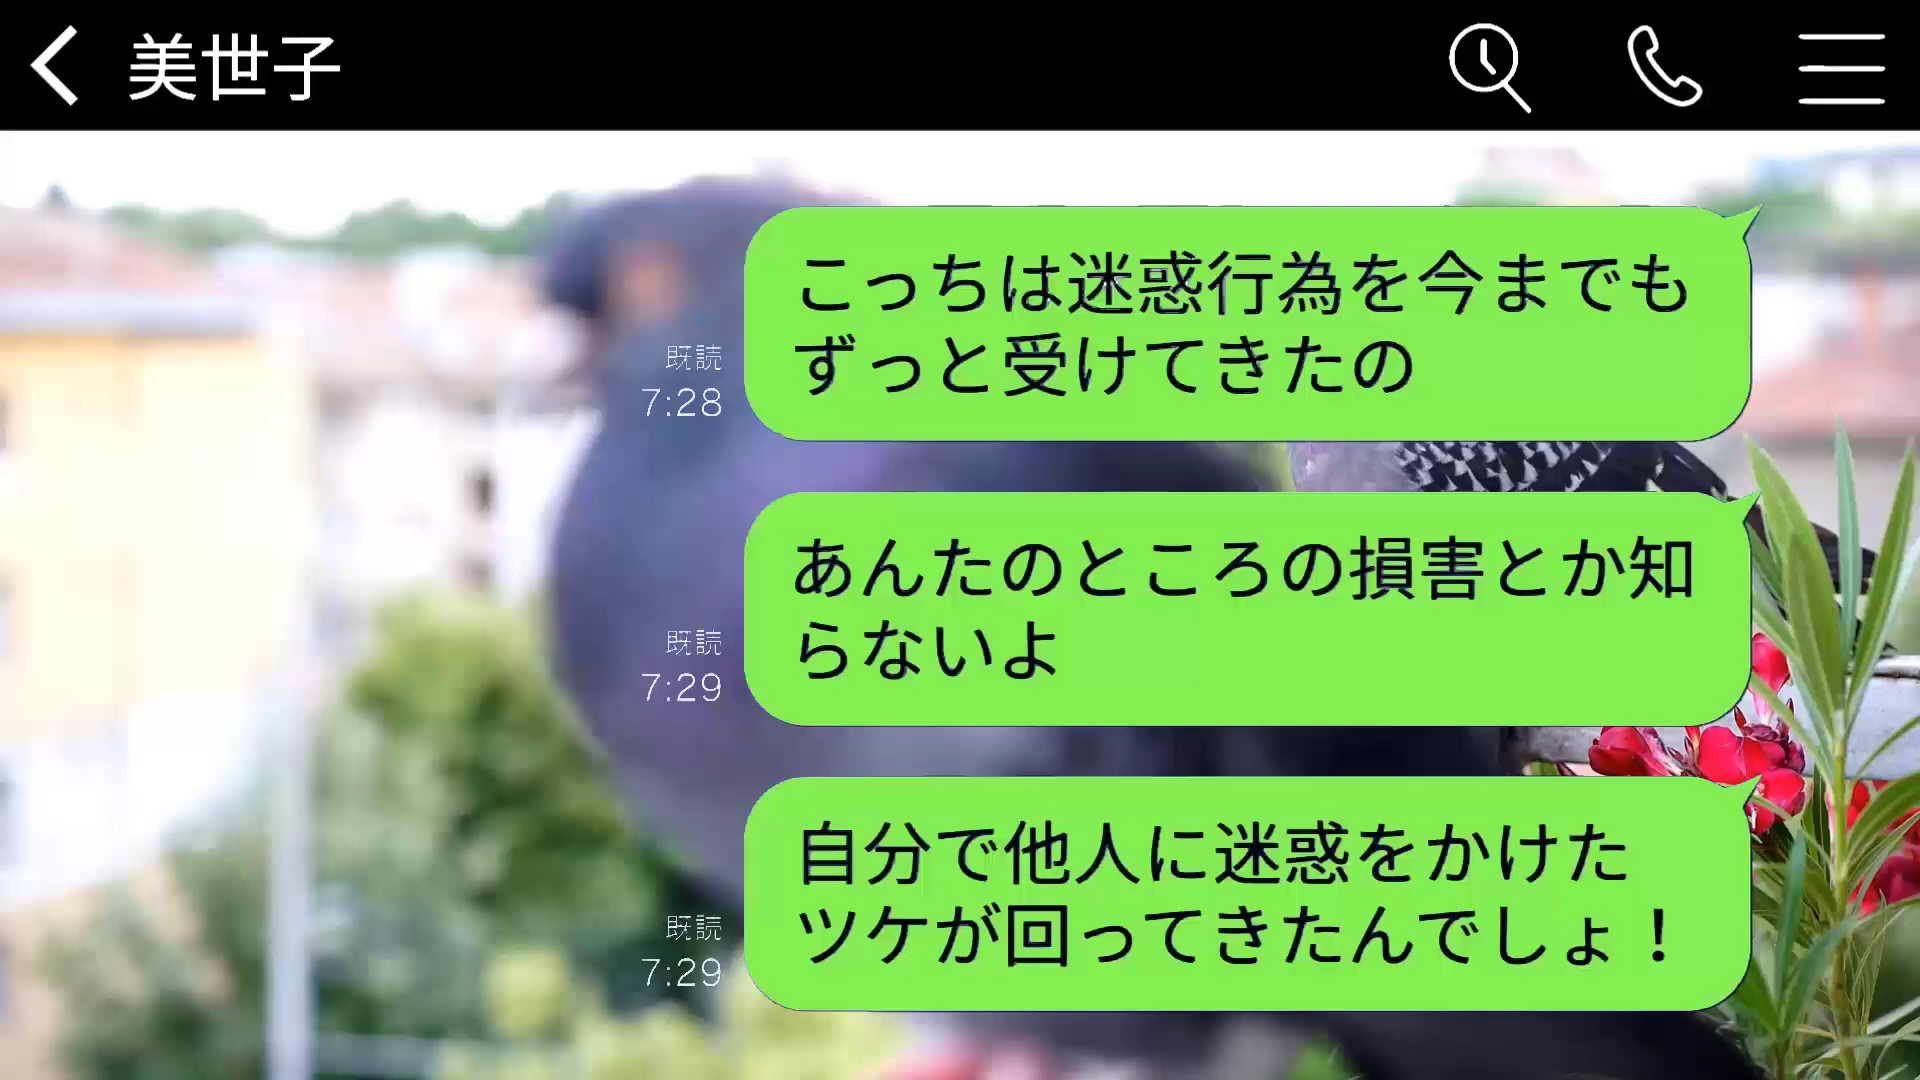 美世子
こっちは迷惑行為を今までも
ずっと受けてきたの
既読
7:28
あんたのところの損害とか知
らないよ
既読
7:29
自分で他人に迷惑をかけた
ツケが回ってきたんでしょ！
既読
7:29